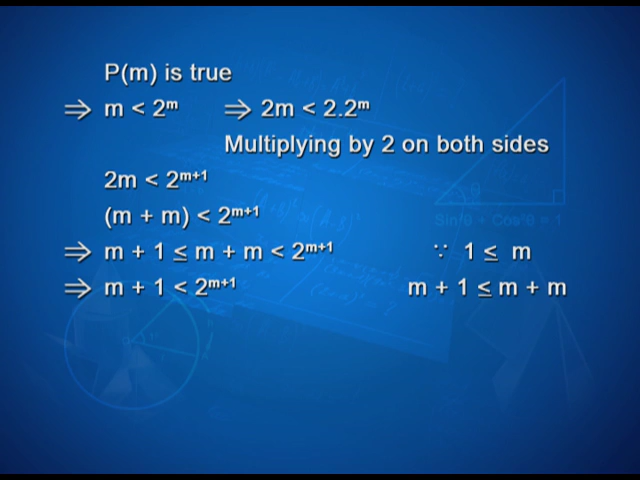 P(m) is true
⇒ m < 2ᵐ ⇒ 2m < 2.2ᵐ
Multiplying by 2 on both sides
2m < 2ᵐ⁺¹
(m + m) < 2ᵐ⁺¹
⇒ m + 1 ≤ m + m < 2ᵐ⁺¹ ∵ 1 ≤ m
⇒ m + 1 < 2ᵐ⁺¹ m + 1 ≤ m + m